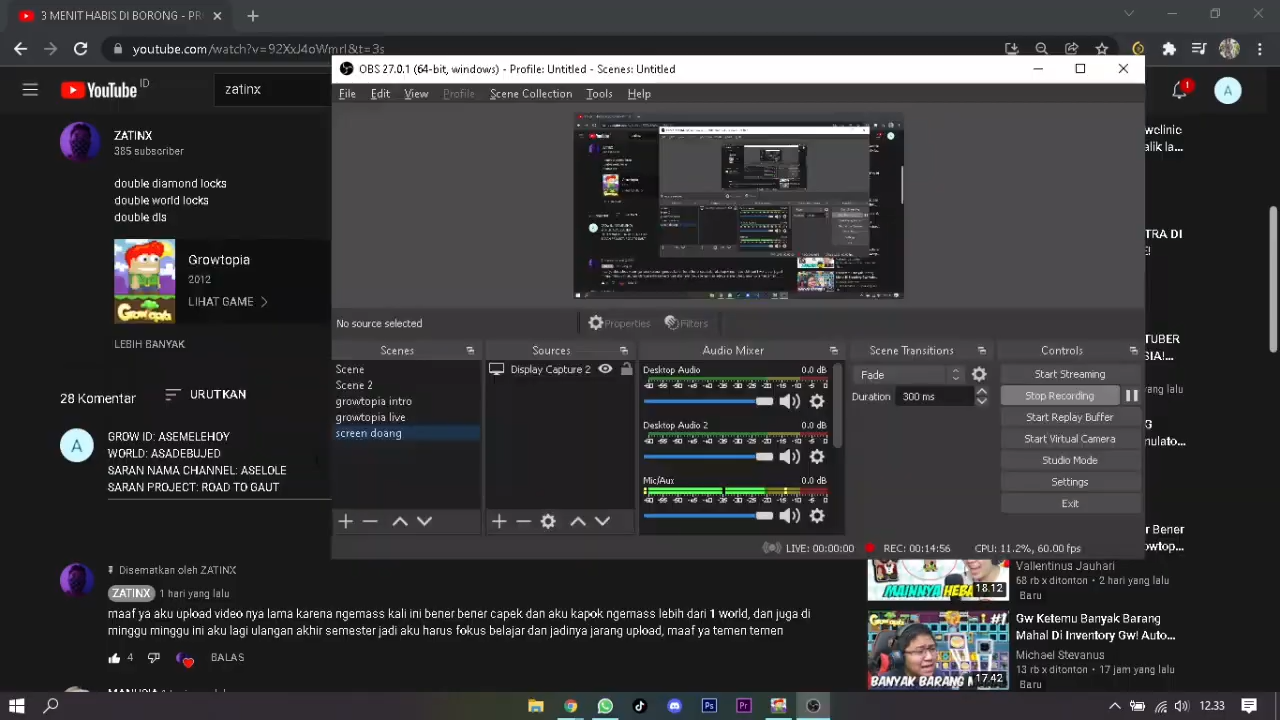 3 MENIT HABIS DI BORONG - PR
youtube.com/watch?v=92XxJ4oWmrI&t=3s
YouTube ID
zatinx
1
A
ZATINX
385 subscriber
double diamond locks
double world locks
double dls
Growtopia
2012
LIHAT GAME
LEBIH BANYAK
28 Komentar
URUTKAN
A
GROW ID: ASEMELEHOY
WORLD: ASADEBUJED
SARAN NAMA CHANNEL: ASELOLE
SARAN PROJECT: ROAD TO GAUT
Disematkan oleh ZATINX
ZATINX 1 hari yang lalu
maaf ya aku upload video nya lama karena ngemass kali ini bener bener capek dan aku kapok ngemass lebih dari 1 world, dan juga di
minggu minggu ini aku lagi ulangan akhir semester jadi aku harus fokus belajar dan jadinya jarang upload, maaf ya temen temen
4
BALAS
OBS 27.0.1 (64-bit, windows) - Profile: Untitled - Scenes: Untitled
File Edit View Profile Scene Collection Tools Help
No source selected
Properties
Filters
Scenes
Scene
Scene 2
growtopia intro
growtopia live
screen doang
Sources
Display Capture 2
Audio Mixer
Desktop Audio 0.0 dB
Desktop Audio 2 0.0 dB
Mic/Aux 0.0 dB
Scene Transitions
Fade
Duration 300 ms
Controls
Start Streaming
Stop Recording
Start Replay Buffer
Start Virtual Camera
Studio Mode
Settings
Exit
LIVE: 00:00:00
REC: 00:14:56
CPU: 11.2%, 60.00 fps
MAINNYA HEBA
18.12
Vallentinus Jauhari
68 rb x ditonton • 2 hari yang lalu
Baru
#1
BANYAK BARANG
17.42
Gw Ketemu Banyak Barang
Mahal Di Inventory Gw! Auto...
Michael Stevanus
13 rb x ditonton • 17 jam yang lalu
Baru
12.33